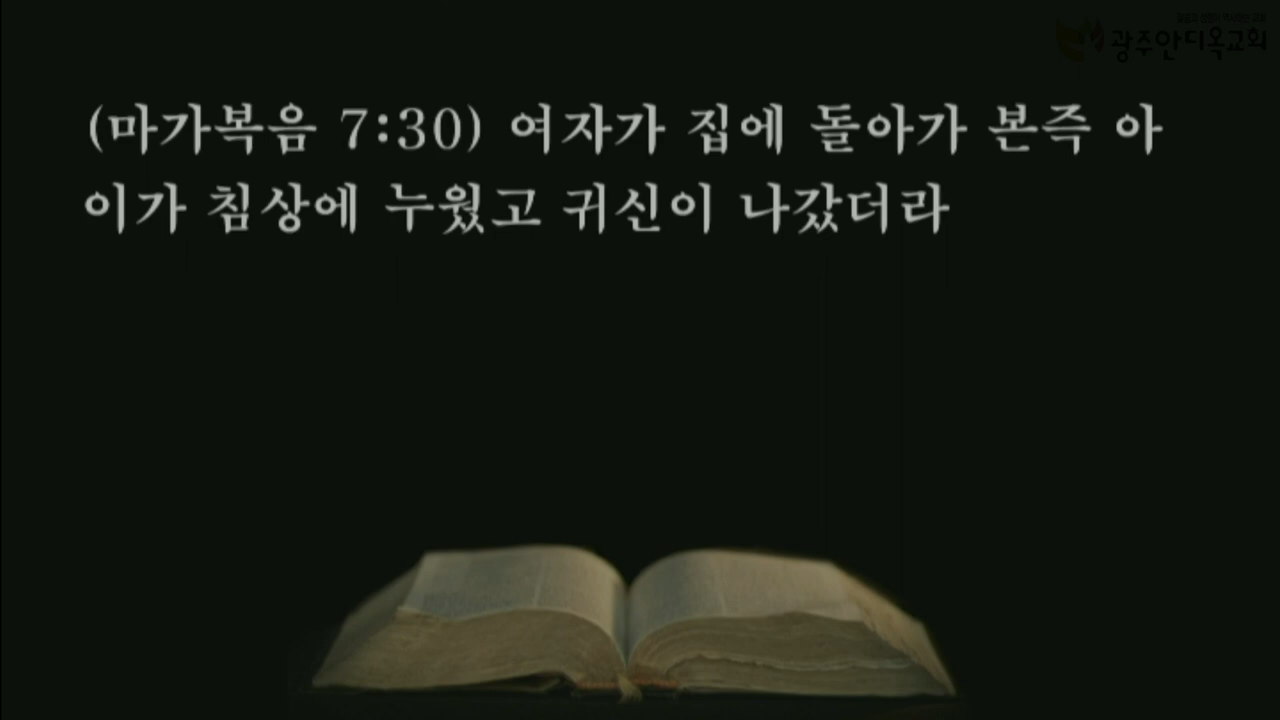 광주안디옥교회
(마가복음 7:30) 여자가 집에 돌아가 본즉 아
이가 침상에 누웠고 귀신이 나갔더라